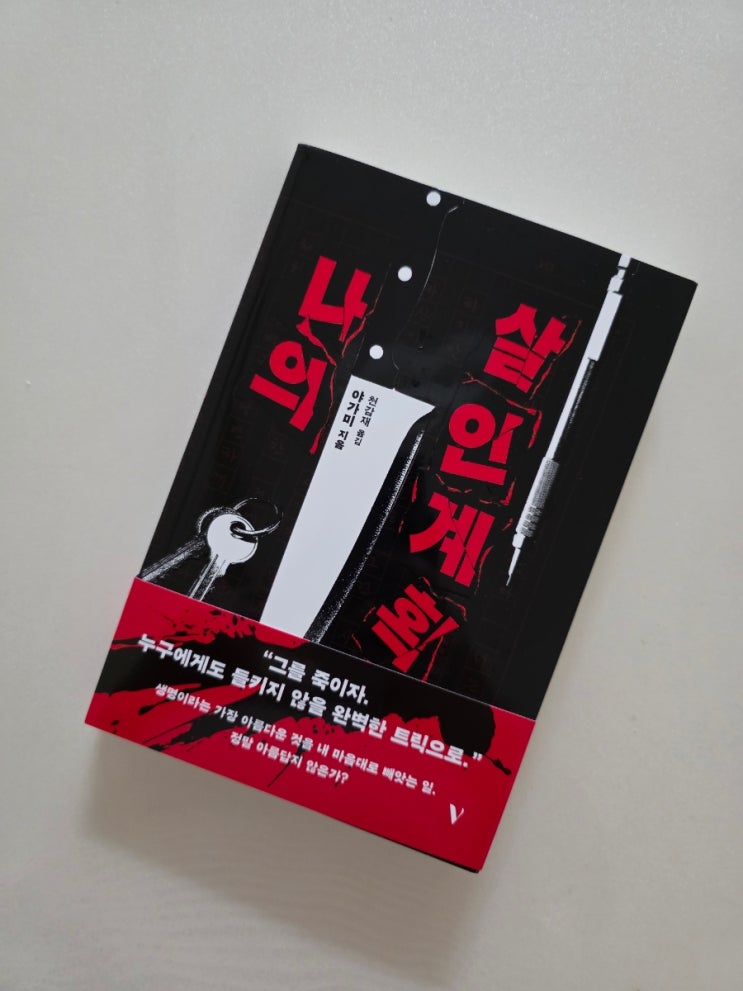 나의
살인계획
야가미 지음
천감재 옮김
“그를 죽이자.
누구에게도 들키지 않을 완벽한 트릭으로.”
생명이라는 가장 아름다운 것을 내 마음대로 빼앗는 일.
정말 아름답지 않은가?
V